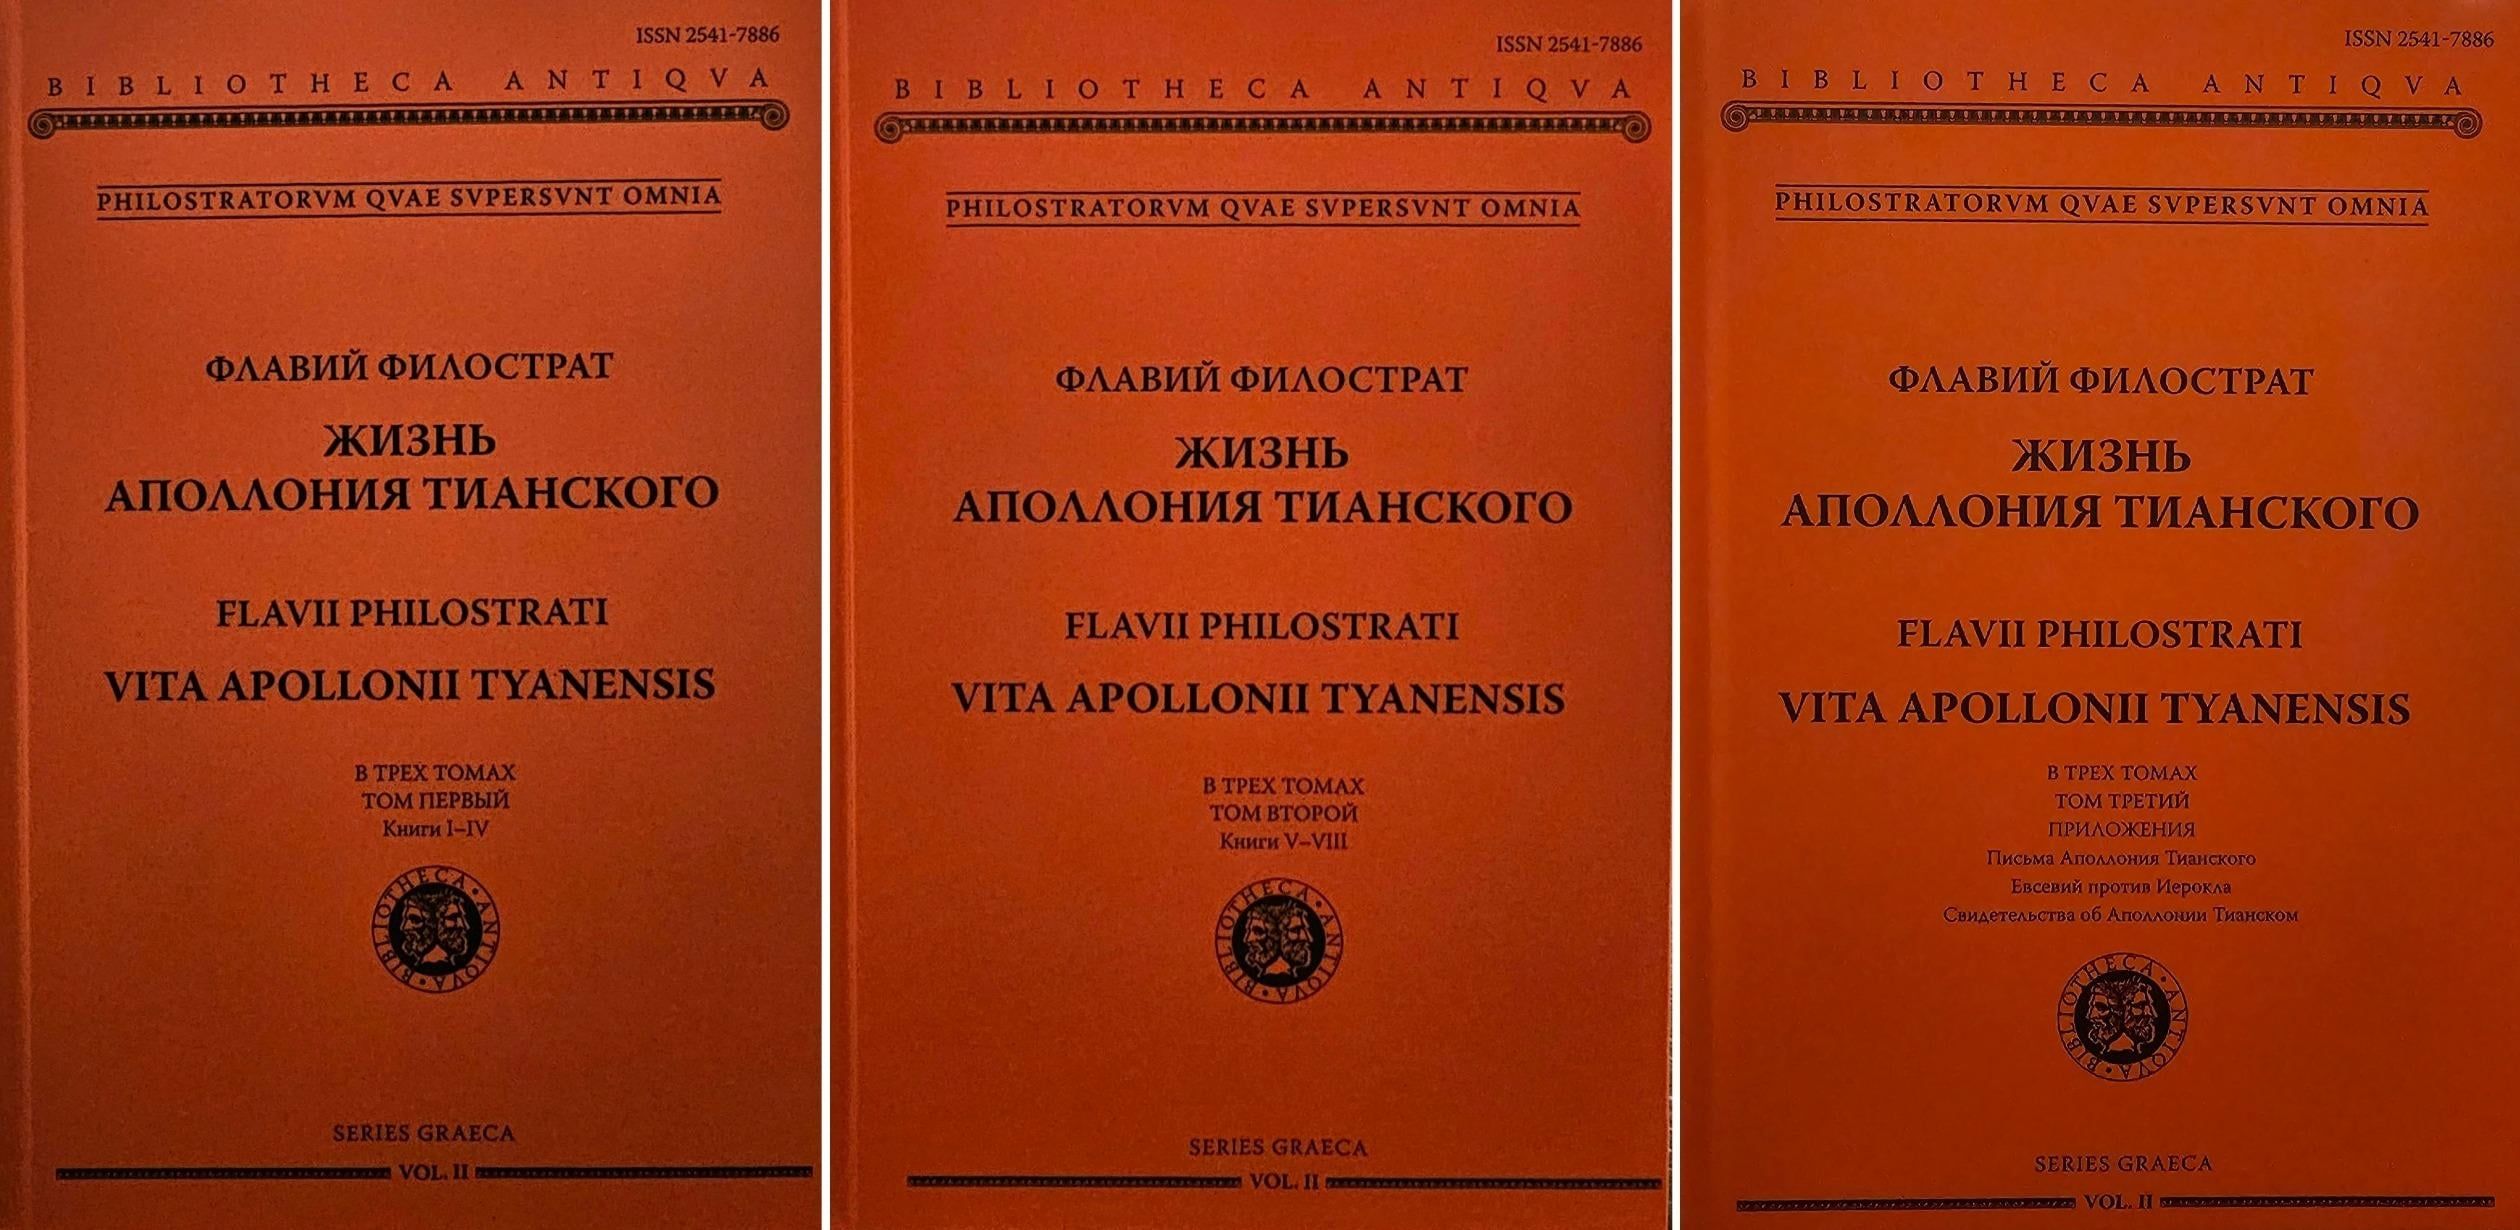 ISSN 2541-7886
BIBLIOTHECA ANTIQVA
PHILOSTRATORVM QVAE SVPERSVNT OMNIA
ФЛАВИЙ ФИЛОСТРАТ
ЖИЗНЬ
АПОЛЛОНИЯ ТИАНСКОГО
FLAVII PHILOSTRATI
VITA APOLLONII TYANENSIS
В ТРЕХ ТОМАХ
ТОМ ПЕРВЫЙ
Книги I–IV
BIBLIOTHECA · ANTIQVA ·
SERIES GRAECA
VOL. II
ISSN 2541-7886
BIBLIOTHECA ANTIQVA
PHILOSTRATORVM QVAE SVPERSVNT OMNIA
ФЛАВИЙ ФИЛОСТРАТ
ЖИЗНЬ
АПОЛЛОНИЯ ТИАНСКОГО
FLAVII PHILOSTRATI
VITA APOLLONII TYANENSIS
В ТРЕХ ТОМАХ
ТОМ ВТОРОЙ
Книги V–VIII
BIBLIOTHECA · ANTIQVA ·
SERIES GRAECA
VOL. II
ISSN 2541-7886
BIBLIOTHECA ANTIQVA
PHILOSTRATORVM QVAE SVPERSVNT OMNIA
ФЛАВИЙ ФИЛОСТРАТ
ЖИЗНЬ
АПОЛЛОНИЯ ТИАНСКОГО
FLAVII PHILOSTRATI
VITA APOLLONII TYANENSIS
В ТРЕХ ТОМАХ
ТОМ ТРЕТИЙ
ПРИЛОЖЕНИЯ
Письма Аполлония Тианского
Евсевий против Иерокла
Свидетельства об Аполлонии Тианском
BIBLIOTHECA · ANTIQVA ·
SERIES GRAECA
VOL. II